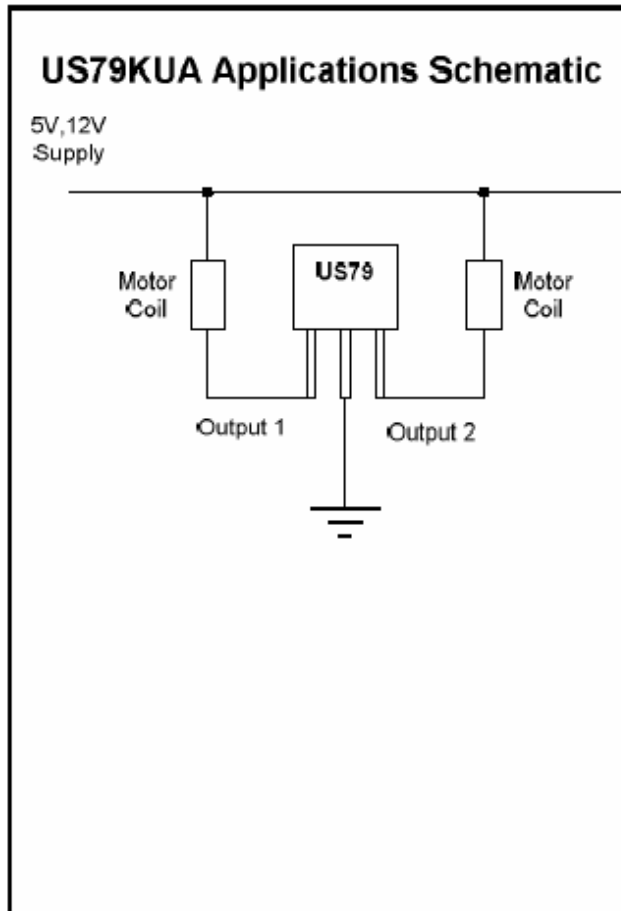 US79KUA Applications Schematic
5V,12V
Supply
US79
Motor
Coil
Motor
Coil
Output 1
Output 2